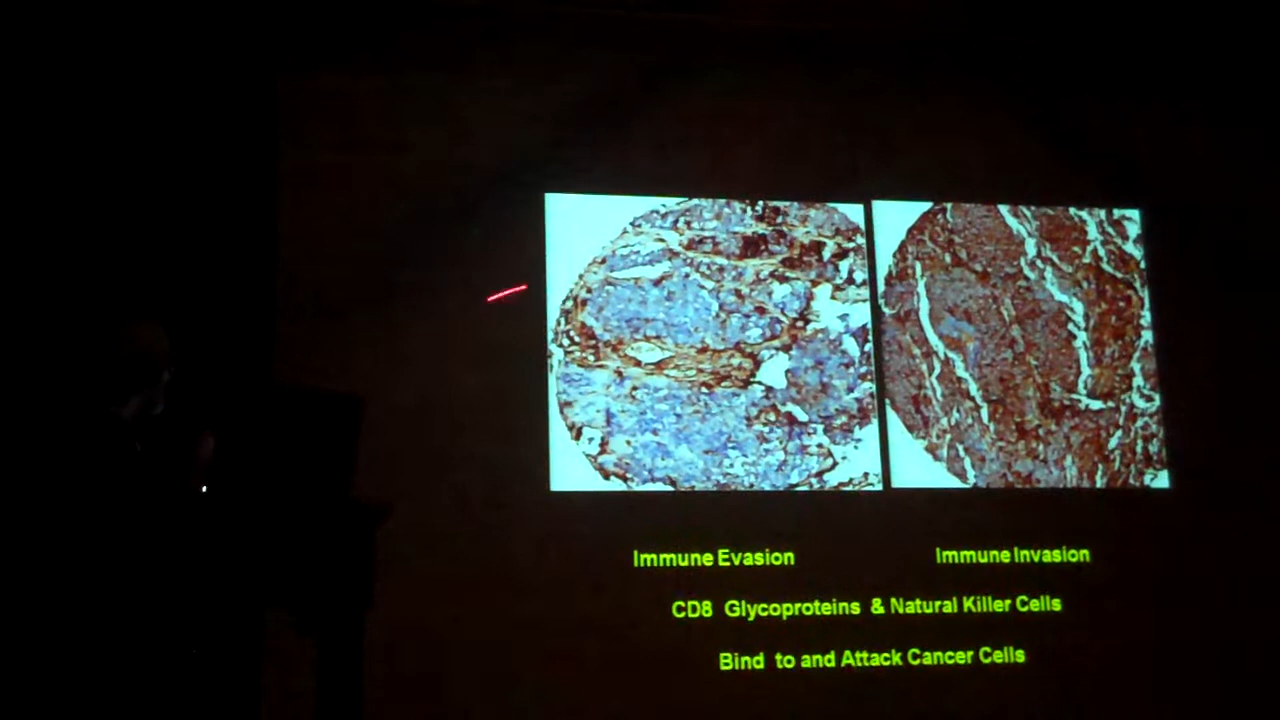 Immune Evasion
Immune Invasion
CD8 Glycoproteins & Natural Killer Cells
Bind to and Attack Cancer Cells